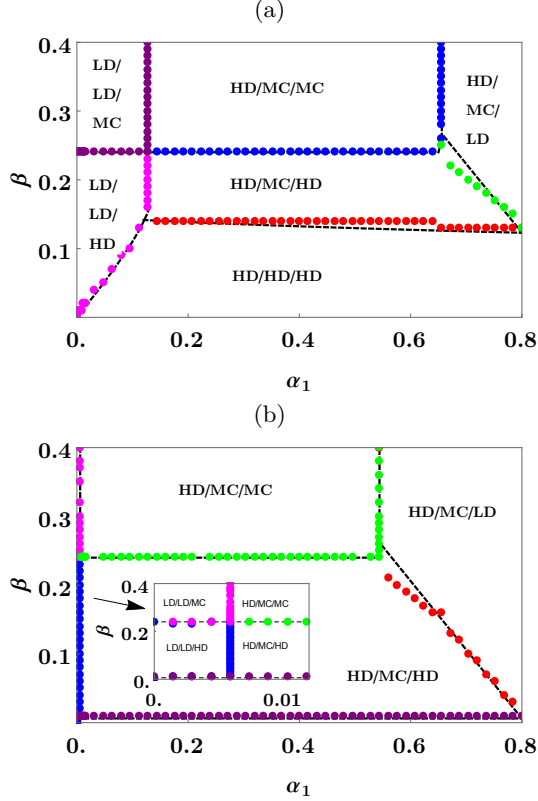 (a)
0.4
0.3
0.2
0.1
β
LD/
LD/
MC
HD/MC/MC
HD/
MC/
LD
LD/
LD/
HD
HD/MC/HD
HD/HD/HD
0. 0.2 0.4 0.6 0.8
α1
(b)
0.4
0.3
0.2
0.1
0.
β
HD/MC/MC
HD/MC/LD
HD/MC/HD
0.4
0.2
0.
β
LD/LD/MC HD/MC/MC
LD/LD/HD HD/MC/HD
0. 0.01
0. 0.2 0.4 0.6 0.8
α1